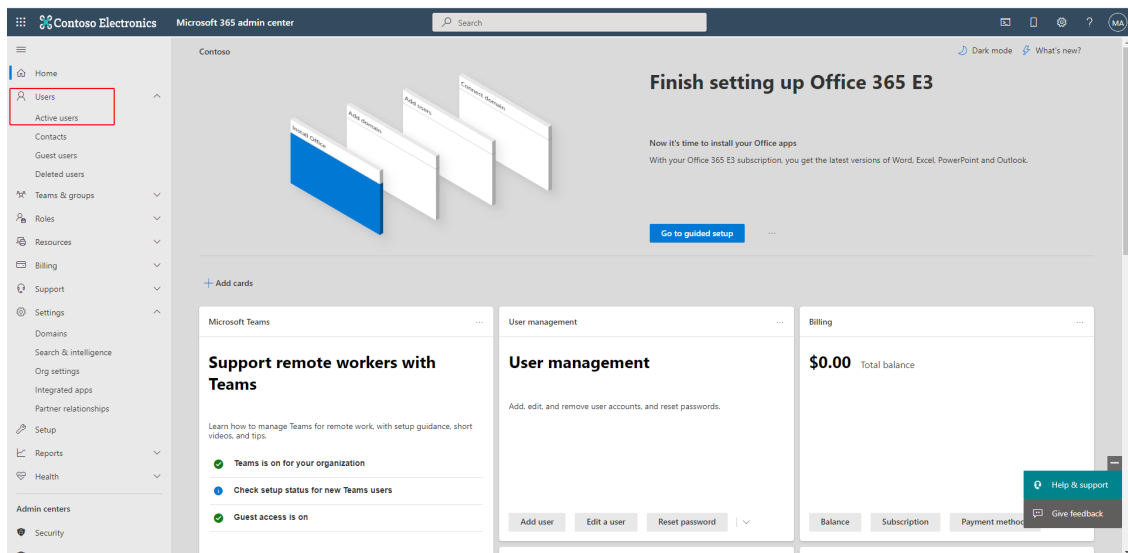 Contoso Electronics
Microsoft 365 admin center
Search
?
MA
Home
Users
Active users
Contacts
Guest users
Deleted users
Teams & groups
Roles
Resources
Billing
Support
Settings
Domains
Search & intelligence
Org settings
Integrated apps
Partner relationships
Setup
Reports
Health
Admin centers
Security
Contoso
Dark mode
What's new?
Install Office
Add domain
Add users
Connect domain
Finish setting up Office 365 E3
Now it's time to install your Office apps
With your Office 365 E3 subscription, you get the latest versions of Word, Excel, PowerPoint and Outlook.
Go to guided setup
Add cards
Microsoft Teams
Support remote workers with
Teams
Learn how to manage Teams for remote work, with setup guidance, short
videos, and tips.
Teams is on for your organization
Check setup status for new Teams users
Guest access is on
User management
User management
Add, edit, and remove user accounts, and reset passwords.
Add user
Edit a user
Reset password
Billing
$0.00 Total balance
Balance
Subscription
Payment method
Help & support
Give feedback